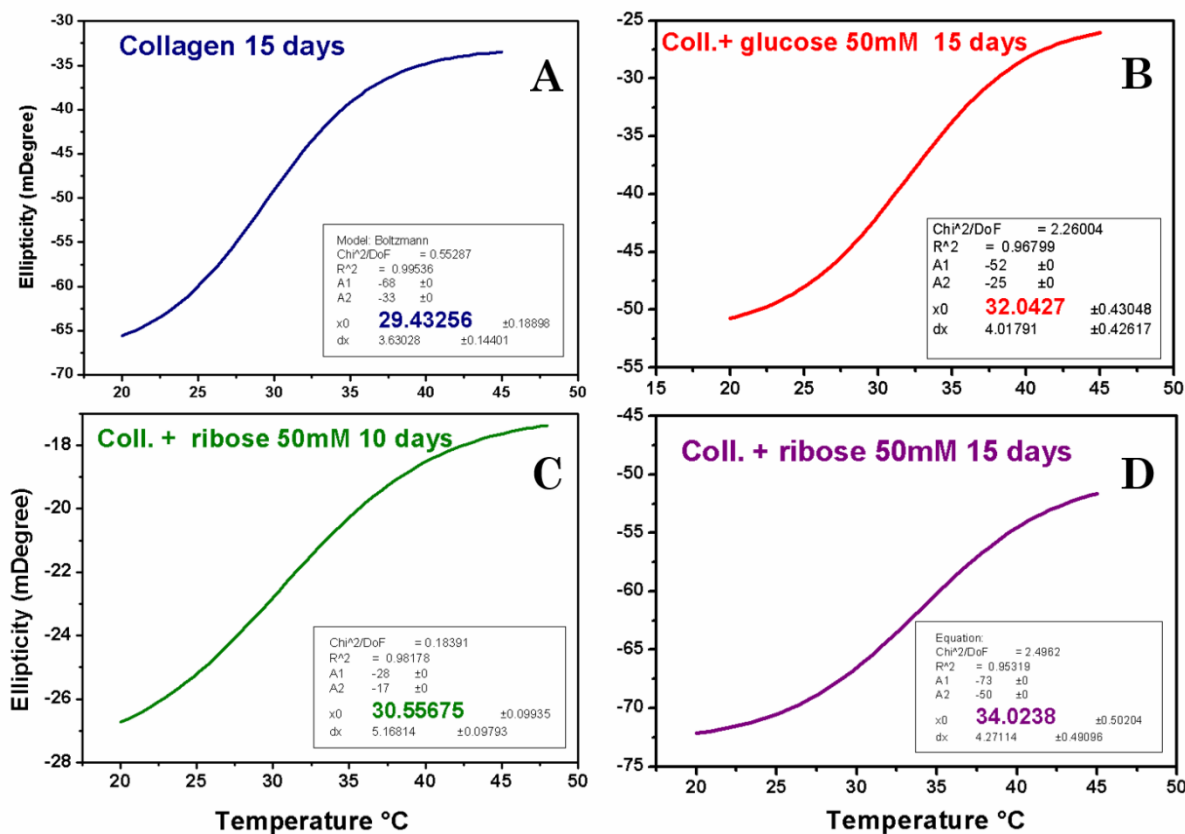 Collagen 15 days
A
Ellipticity (mDegree)
-30
-35
-40
-45
-50
-55
-60
-65
-70
20 25 30 35 40 45 50
Model: Boltzmann
Chi^2/DoF = 0.55287
R^2 = 0.99536
A1 -68 ±0
A2 -33 ±0
x0 29.43256 ±0.18898
dx 3.63028 ±0.14401
Coll.+ glucose 50mM 15 days
B
-25
-30
-35
-40
-45
-50
-55
15 20 25 30 35 40 45 50
Chi^2/DoF = 2.26004
R^2 = 0.96799
A1 -52 ±0
A2 -25 ±0
x0 32.0427 ±0.43048
dx 4.01791 ±0.42617
Coll. + ribose 50mM 10 days
C
Ellipticity (mDegree)
-18
-20
-22
-24
-26
-28
20 25 30 35 40 45 50
Temperature °C
Chi^2/DoF = 0.18391
R^2 = 0.98178
A1 -28 ±0
A2 -17 ±0
x0 30.55675 ±0.09935
dx 5.16814 ±0.09793
Coll. + ribose 50mM 15 days
D
-45
-50
-55
-60
-65
-70
-75
20 25 30 35 40 45 50
Temperature °C
Equation:
Chi^2/DoF = 2.4962
R^2 = 0.95319
A1 -73 ±0
A2 -50 ±0
x0 34.0238 ±0.50204
dx 4.27114 ±0.49096